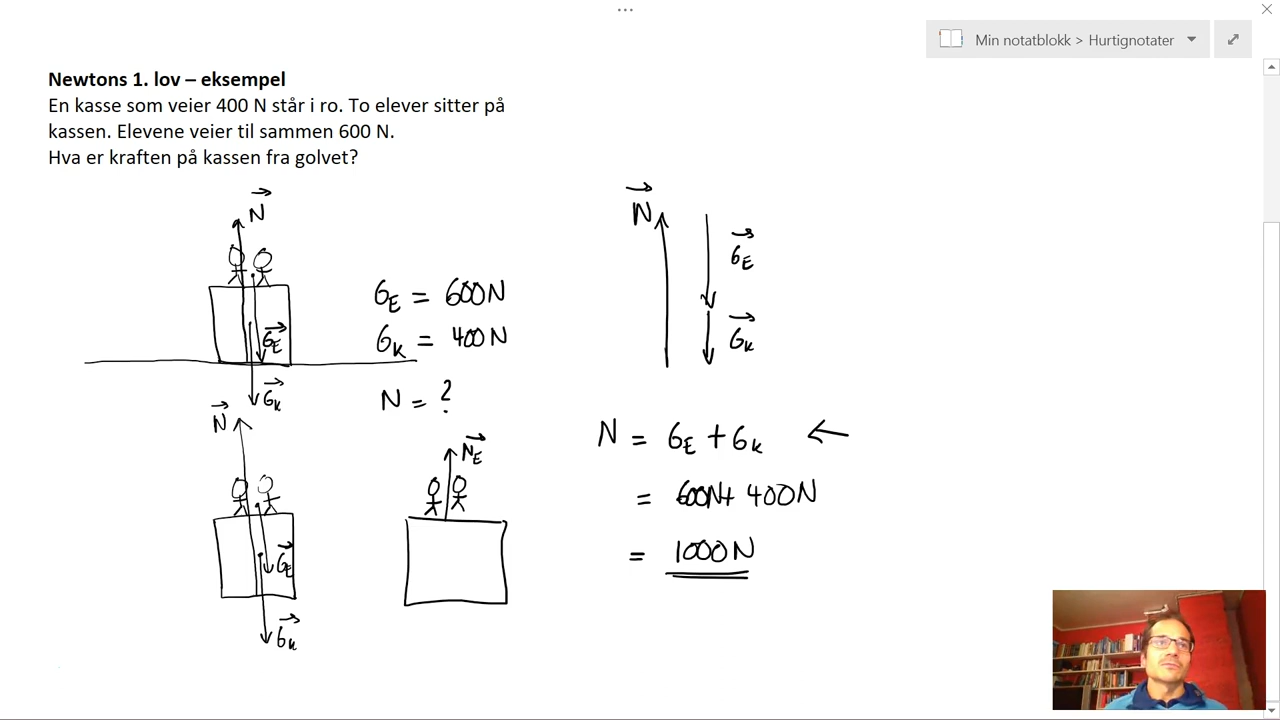 Min notatblokk > Hurtignotater
Newtons 1. lov – eksempel
En kasse som veier 400 N står i ro. To elever sitter på
kassen. Elevene veier til sammen 600 N.
Hva er kraften på kassen fra golvet?
N
G_E
G_K
G_E = 600N
G_K = 400N
N = ?
N
G_E
G_K
N
G_E
G_K
N_E
N = G_E + G_K ←
= 600N + 400N
= 1000N